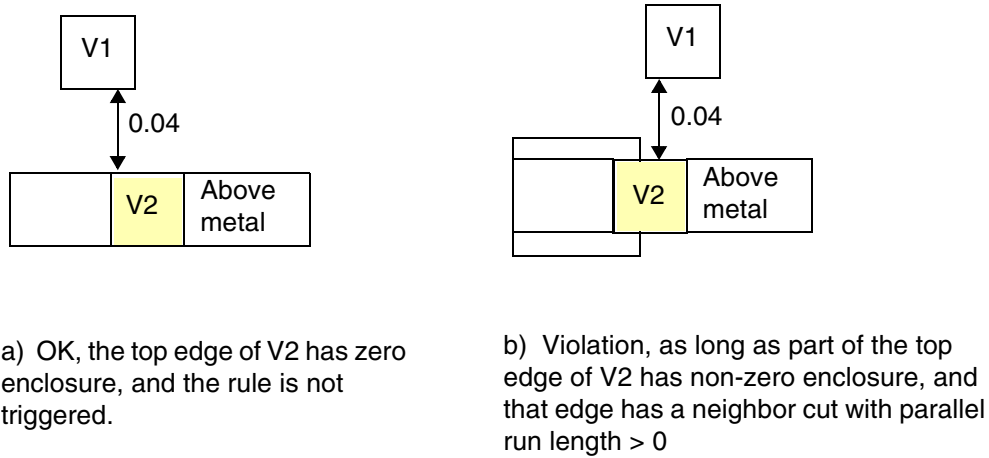 V1
0.04
V2
Above
metal
a) OK, the top edge of V2 has zero
enclosure, and the rule is not
triggered.
V1
0.04
V2
Above
metal
b) Violation, as long as part of the top
edge of V2 has non-zero enclosure, and
that edge has a neighbor cut with parallel
run length > 0